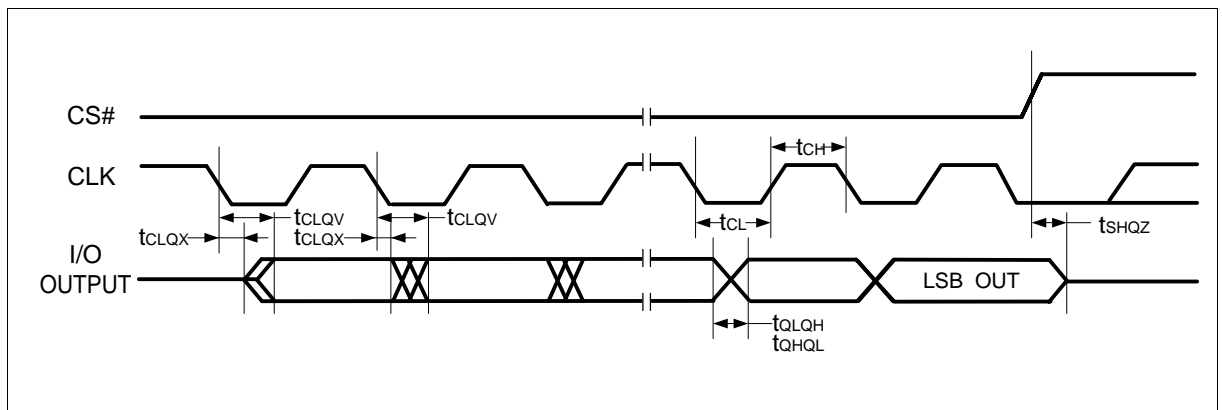 CS#
tCH
CLK
tCLQV
tCLQV
tCLQX
tCLQX
tCL
tSHQZ
I/O
OUTPUT
LSB OUT
tQLQH
tQHQL